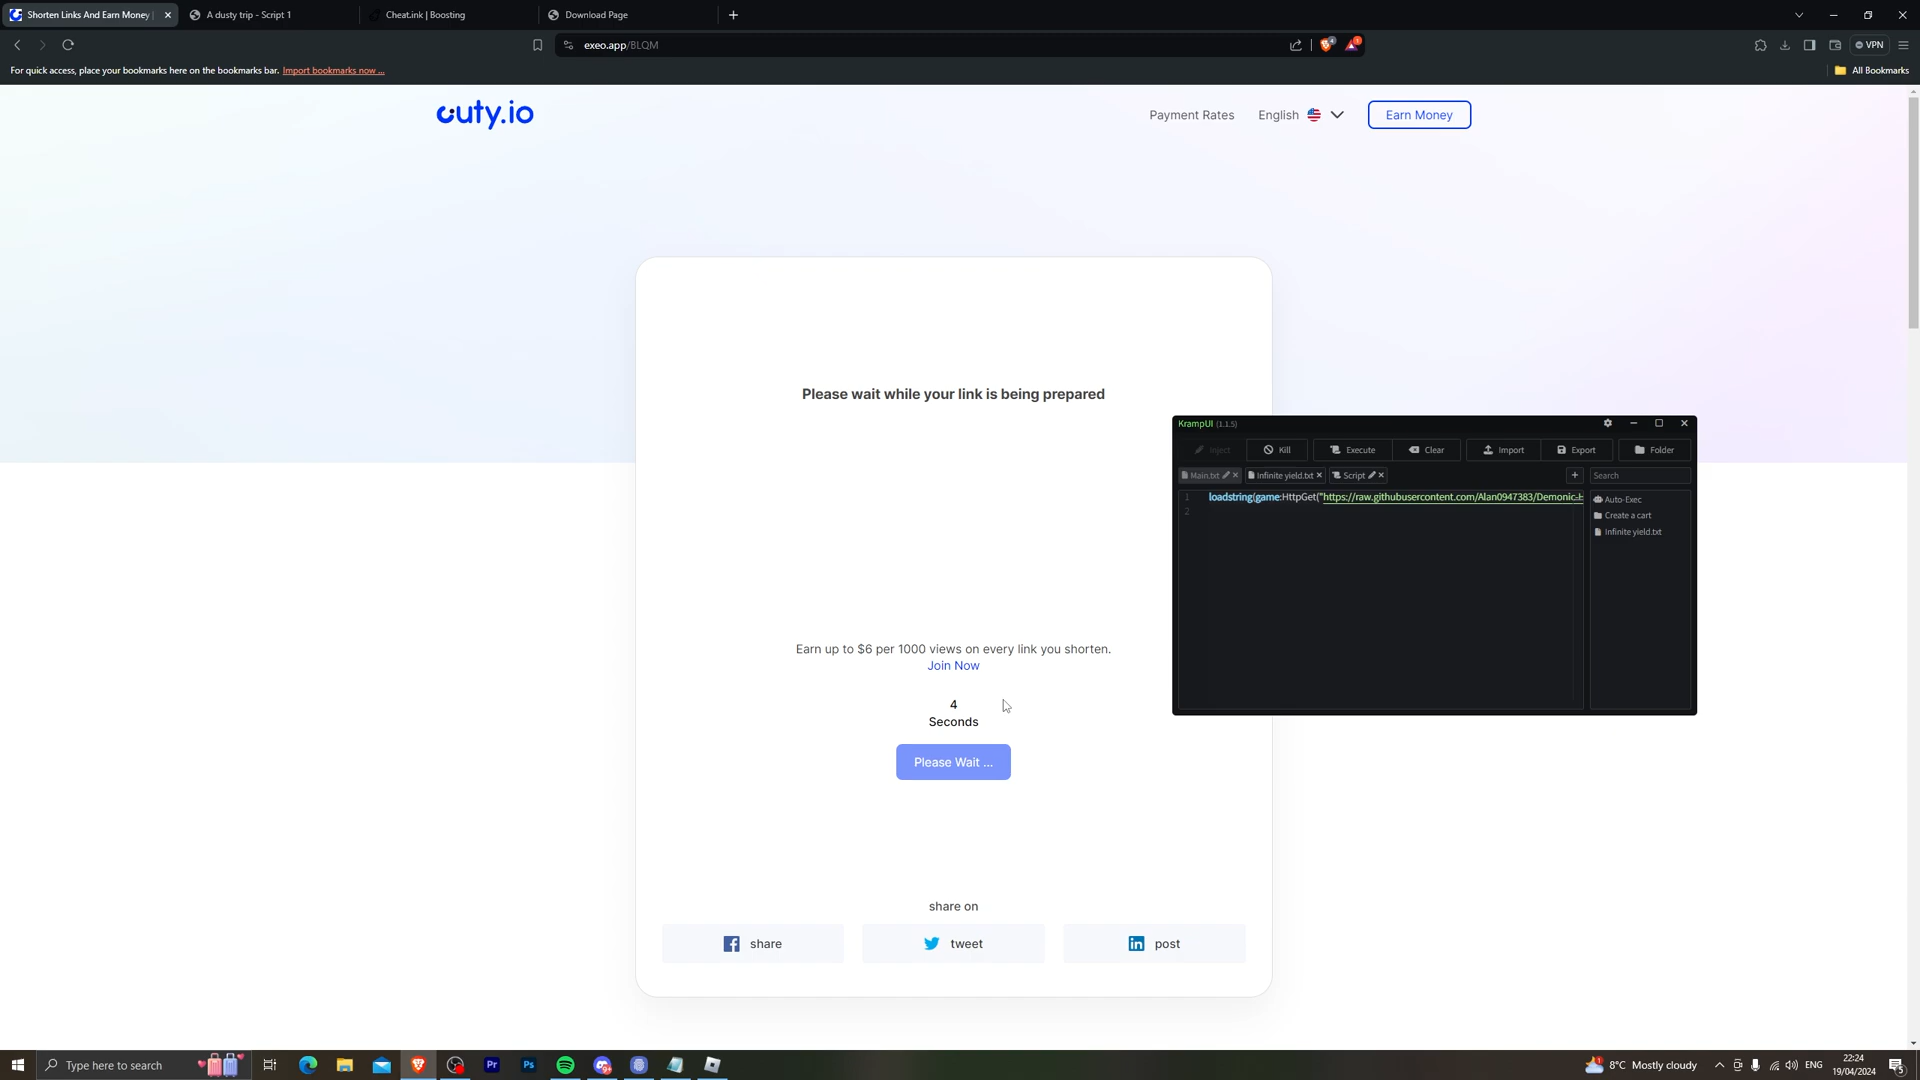 Shorten Links And Earn Money
A dusty trip - Script 1
Cheat.ink | Boosting
Download Page
exeo.app/BLQM
VPN
For quick access, place your bookmarks here on the bookmarks bar. Import bookmarks now ...
All Bookmarks
cuty.io
Payment Rates
English
Earn Money
Please wait while your link is being prepared
KrampUI (1.1.5)
Inject
Kill
Execute
Clear
Import
Export
Folder
Main.txt
Infinite yield.txt
Script
Search
1 loadstring(game:HttpGet("https://raw.githubusercontent.com/Alan0947383/Demonic-H
2
Auto-Exec
Create a cart
Infinite yield.txt
Earn up to $6 per 1000 views on every link you shorten.
Join Now
4
Seconds
Please Wait ...
share on
share
tweet
post
Type here to search
Pr
Ps
8°C Mostly cloudy
ENG
22:24
19/04/2024